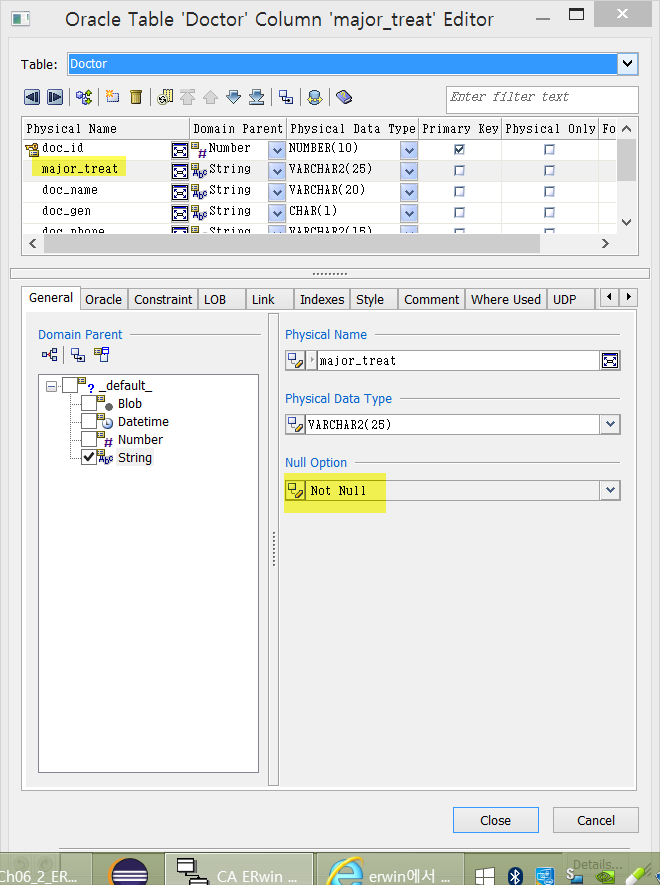 Oracle Table 'Doctor' Column 'major_treat' Editor
Table: Doctor
Enter filter text
Physical Name Domain Parent Physical Data Type Primary Key Physical Only Fo
doc_id Number NUMBER(10)
major_treat String VARCHAR2(25)
doc_name String VARCHAR(20)
doc_gen String CHAR(1)
doc_phone String VARCHAR2(15)
General Oracle Constraint LOB Link Indexes Style Comment Where Used UDP
Domain Parent
_default_
Blob
Datetime
Number
String
Physical Name
major_treat
Physical Data Type
VARCHAR2(25)
Null Option
Not Null
Close Cancel
Details...
Ch06_2_ER... CA ERwin ... erwin에서 ...